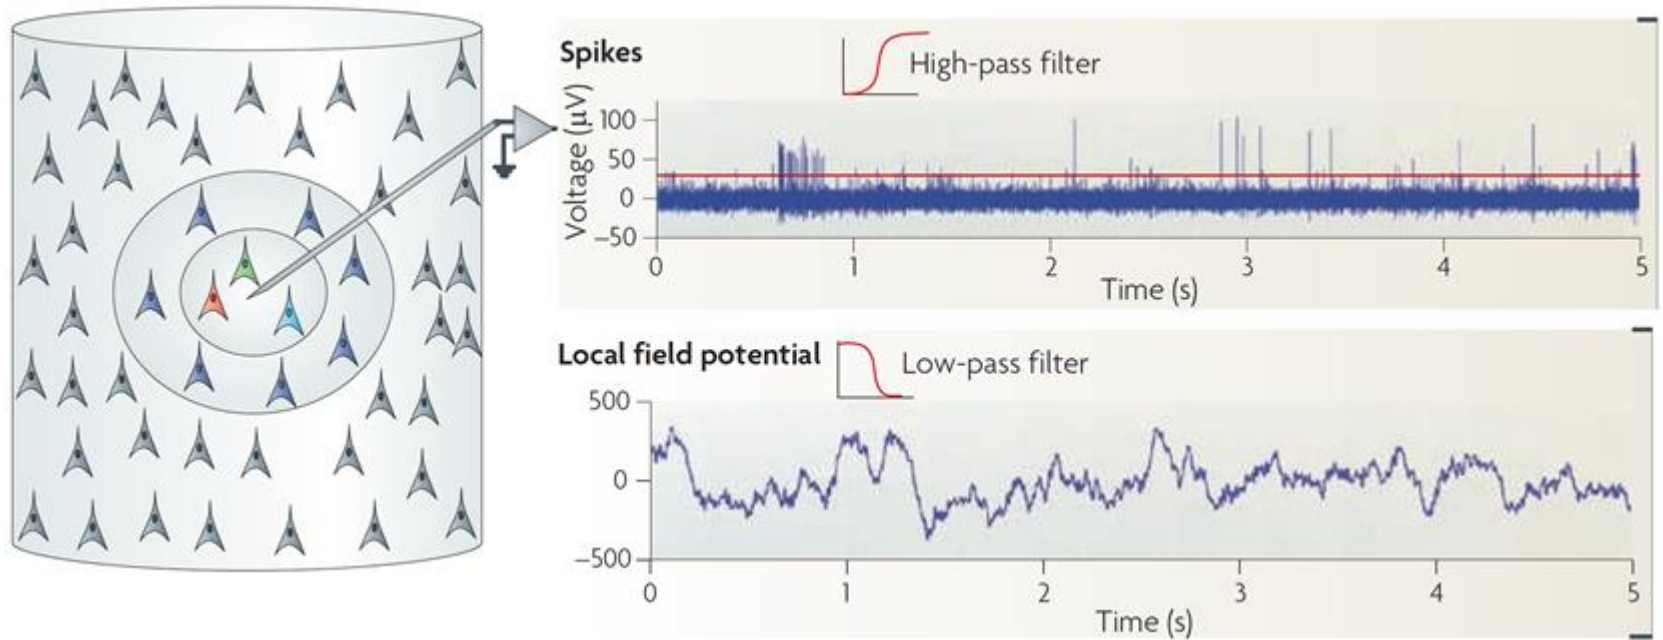 Spikes
High-pass filter
Voltage (μV)
100
50
0
–50
0 1 2 3 4 5
Time (s)
Local field potential
Low-pass filter
500
0
–500
0 1 2 3 4 5
Time (s)